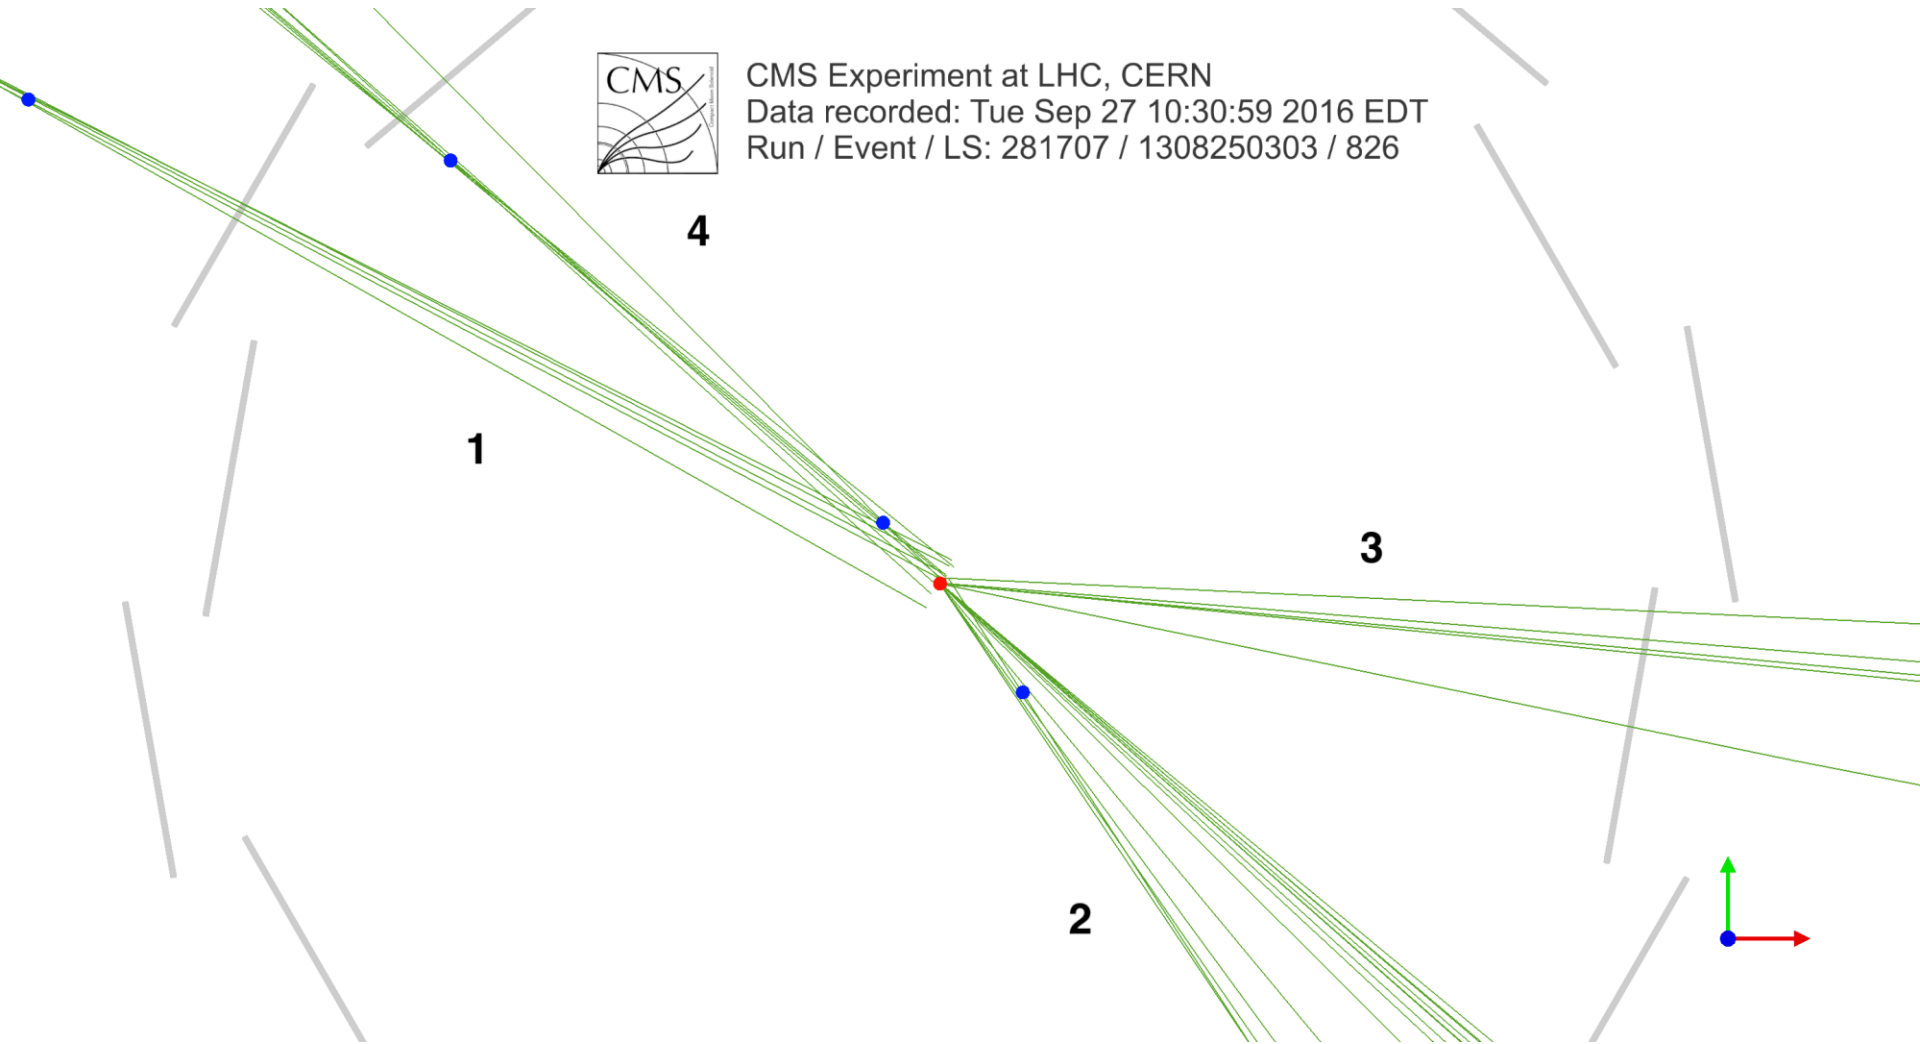 CMS
CMS Experiment at LHC, CERN
Data recorded: Tue Sep 27 10:30:59 2016 EDT
Run / Event / LS: 281707 / 1308250303 / 826
4
1
3
2